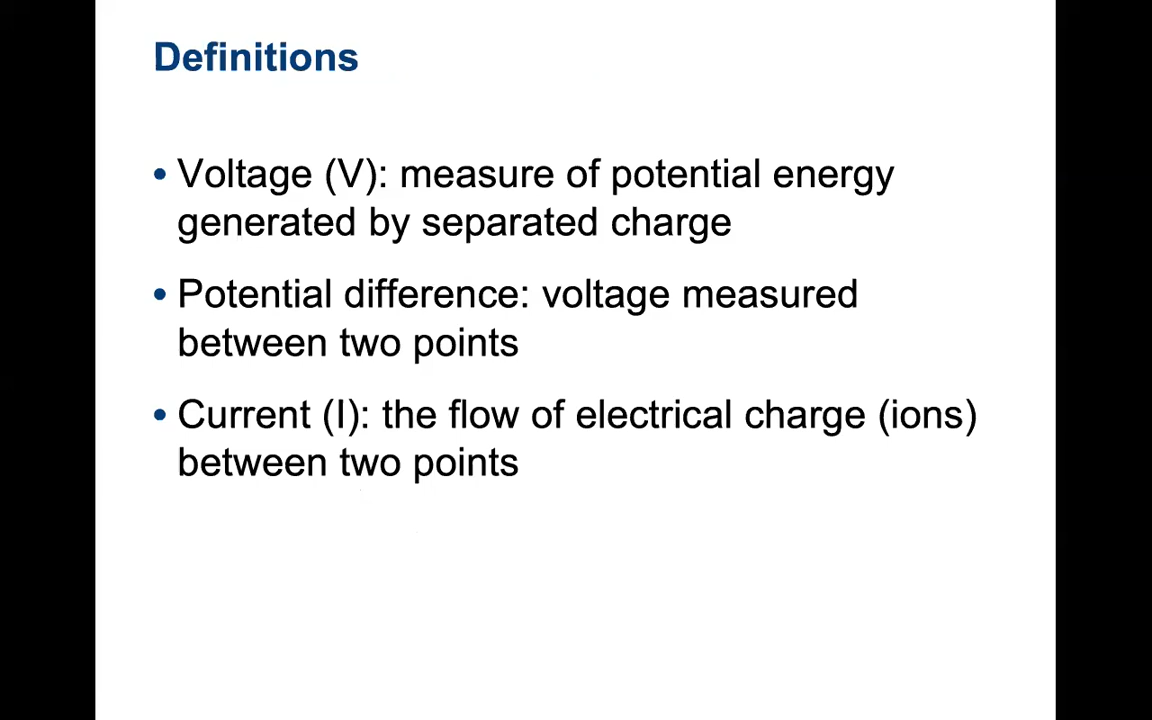 Definitions
• Voltage (V): measure of potential energy
generated by separated charge
• Potential difference: voltage measured
between two points
• Current (I): the flow of electrical charge (ions)
between two points